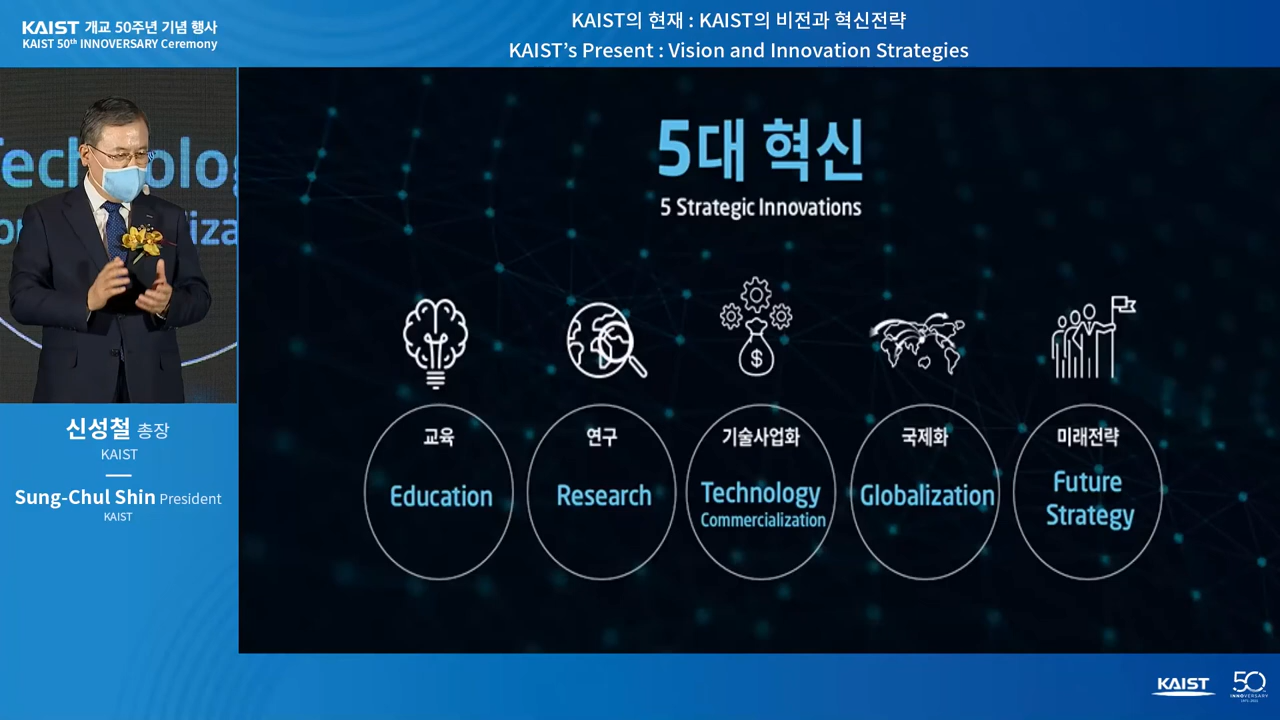 KAIST 개교 50주년 기념 행사
KAIST 50th INNOVERSARY Ceremony
KAIST의 현재 : KAIST의 비전과 혁신전략
KAIST's Present : Vision and Innovation Strategies
Technolog
iza
신성철 총장
KAIST
Sung-Chul Shin President
KAIST
5대 혁신
5 Strategic Innovations
$
교육
Education
연구
Research
기술사업화
Technology
Commercialization
국제화
Globalization
미래전략
Future
Strategy
KAIST
50
INNOVERSARY